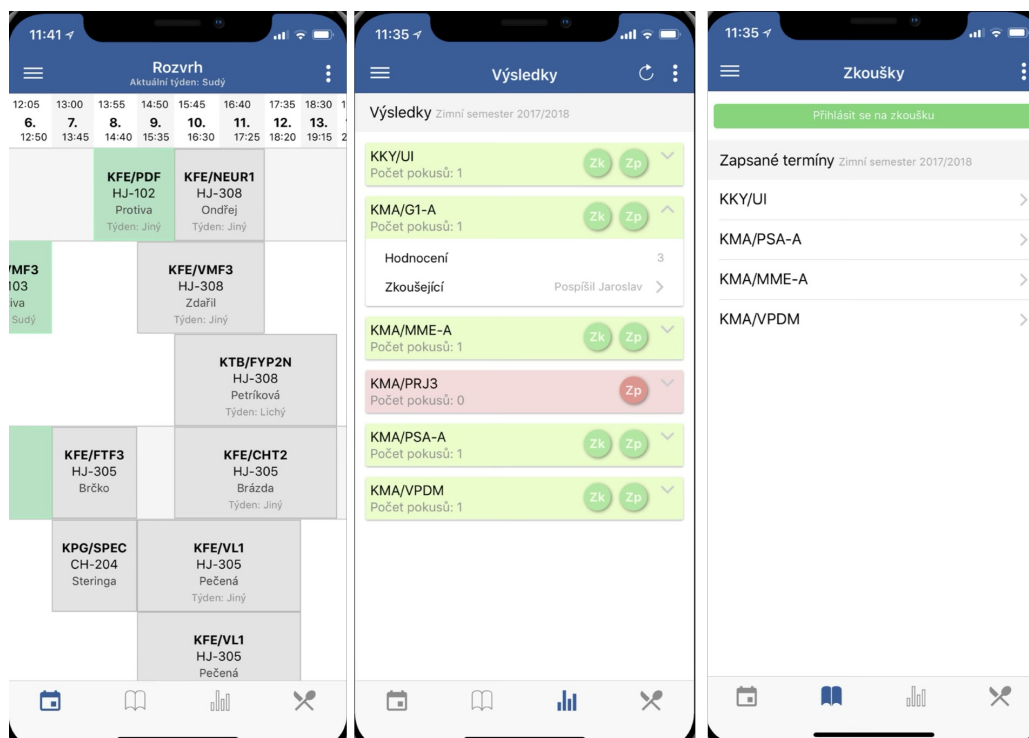 11:41
Rozvrh
Aktuální týden: Sudý
12:05 13:00 13:55 14:50 15:45 16:40 17:35 18:30 1
6. 7. 8. 9. 10. 11. 12. 13.
12:50 13:45 14:40 15:35 16:30 17:25 18:20 19:15 2
KFE/PDF
HJ-102
Protiva
Týden: Jiný
KFE/NEUR1
HJ-308
Ondřej
Týden: Jiný
/MF3
103
iva
Sudý
KFE/VMF3
HJ-308
Zdařil
Týden: Jiný
KTB/FYP2N
HJ-308
Petríková
Týden: Lichý
KFE/FTF3
HJ-305
Brčko
KFE/CHT2
HJ-305
Brázda
Týden: Jiný
KPG/SPEC
CH-204
Steringa
KFE/VL1
HJ-305
Pečená
Týden: Jiný
KFE/VL1
HJ-305
Pečená
11:35
Výsledky
Výsledky Zimní semester 2017/2018
KKY/UI
Počet pokusů: 1
Zk Zp
KMA/G1-A
Počet pokusů: 1
Zk Zp
Hodnocení 3
Zkoušející Pospíšil Jaroslav
KMA/MME-A
Počet pokusů: 1
Zk Zp
KMA/PRJ3
Počet pokusů: 0
Zp
KMA/PSA-A
Počet pokusů: 1
Zk Zp
KMA/VPDM
Počet pokusů: 1
Zk Zp
11:35
Zkoušky
Přihlásit se na zkoušku
Zapsané termíny Zimní semester 2017/2018
KKY/UI
KMA/PSA-A
KMA/MME-A
KMA/VPDM